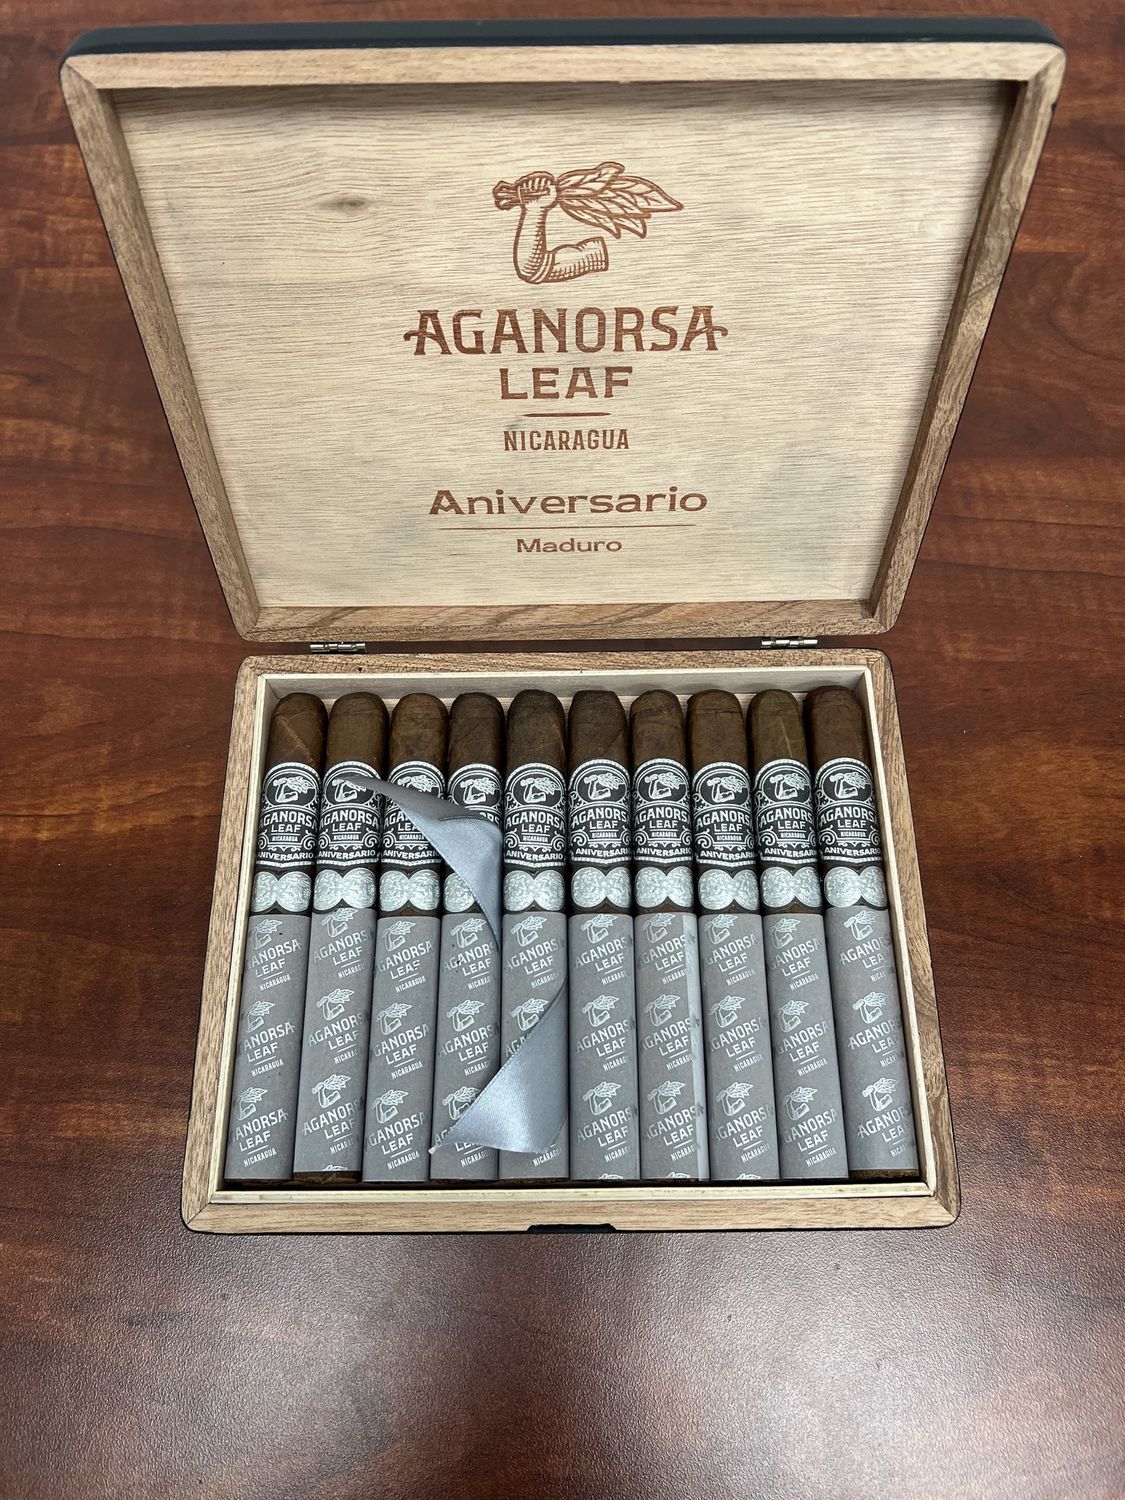 AGANORSA
LEAF
NICARAGUA
Aniversario
Maduro
AGANORSA
LEAF
NICARAGUA
ANIVERSARIO
AGANORSA
LEAF
NICARAGUA